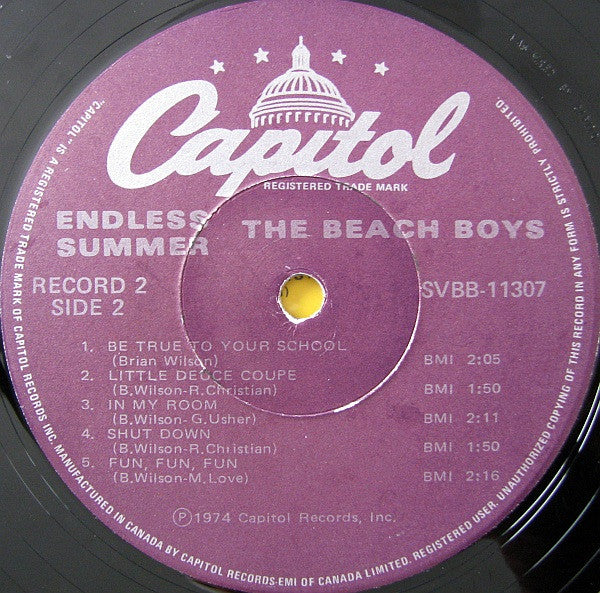 Capitol
REGISTERED TRADE MARK
ENDLESS SUMMER
THE BEACH BOYS
RECORD 2
SIDE 2
SVBB-11307
1. BE TRUE TO YOUR SCHOOL
(Brian Wilson) BMI 2:05
2. LITTLE DEUCE COUPE
(B.Wilson-R.Christian) BMI 1:50
3. IN MY ROOM
(B.Wilson-G.Usher) BMI 2:11
4. SHUT DOWN
(B.Wilson-R.Christian) BMI 1:50
5. FUN, FUN, FUN
(B.Wilson-M.Love) BMI 2:16
Ⓟ1974 Capitol Records, Inc.
"CAPITOL" IS A REGISTERED TRADE MARK OF CAPITOL RECORDS INC. MANUFACTURED IN CANADA BY CAPITOL RECORDS-EMI OF CANADA LIMITED. REGISTERED USER. UNAUTHORIZED COPYING OF THIS RECORD IN ANY FORM IS STRICTLY PROHIBITED.